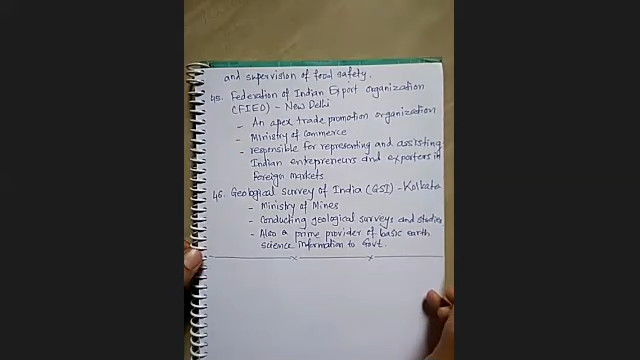 and supervision of food safety.
45. Federation of Indian Export Organization
(FIEO) - New Delhi
- An apex trade promotion organization
- Ministry of Commerce
- responsible for representing and assisting
Indian entrepreneurs and exporters in
foreign markets
46. Geological Survey of India (GSI) - Kolkata
- Ministry of Mines
- Conducting geological surveys and studies
- Also a prime provider of basic earth
science information to Govt.